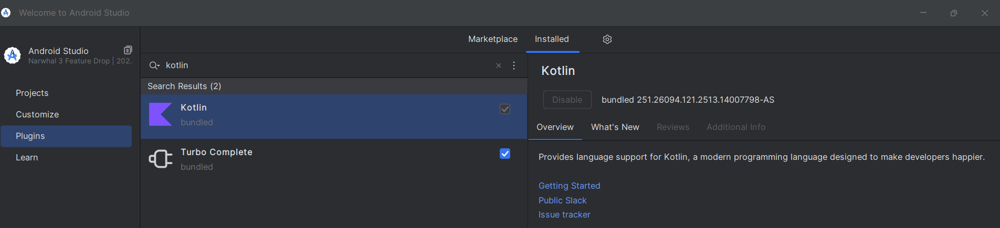 Welcome to Android Studio
Android Studio
Narwhal 3 Feature Drop | 202..
Projects
Customize
Plugins
Learn
Marketplace Installed
kotlin
Search Results (2)
Kotlin
bundled
Turbo Complete
bundled
Kotlin
Disable bundled 251.26094.121.2513.14007798-AS
Overview What's New Reviews Additional Info
Provides language support for Kotlin, a modern programming language designed to make developers happier.
Getting Started
Public Slack
Issue tracker